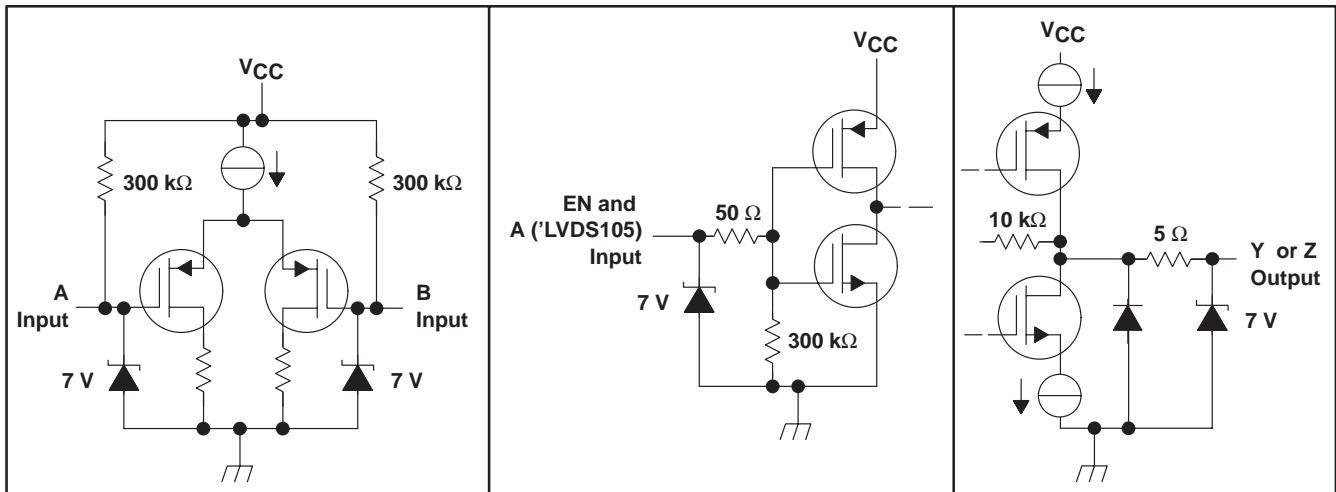 VCC
300 kΩ
300 kΩ
A
Input
B
Input
7 V
7 V
VCC
EN and
A ('LVDS105)
Input
50 Ω
7 V
300 kΩ
VCC
10 kΩ
5 Ω
Y or Z
Output
7 V